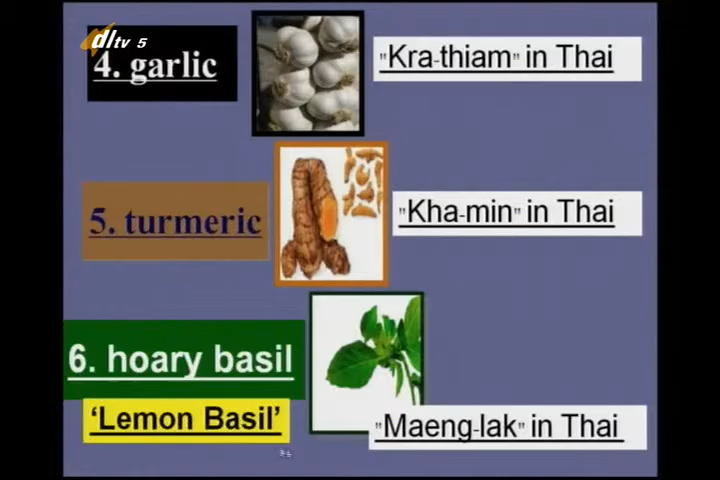 dltv 5
4. garlic
"Kra-thiam" in Thai
5. turmeric
"Kha-min" in Thai
6. hoary basil
'Lemon Basil'
"Maeng-lak" in Thai